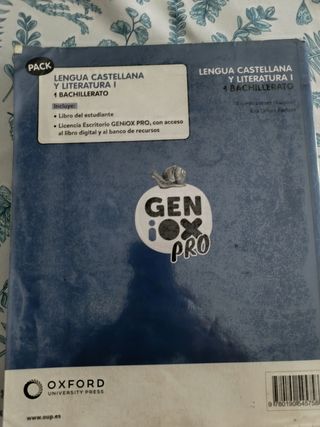 PACK
LENGUA CASTELLANA
Y LITERATURA I
1 BACHILLERATO
Incluye:
• Libro del estudiante
• Licencia Escritorio GENiOX PRO, con acceso
al libro digital y al banco de recursos
LENGUA CASTELLANA
Y LITERATURA I
1 BACHILLERATO
GEN
iOX
PRO
OXFORD
UNIVERSITY PRESS
www.oup.es